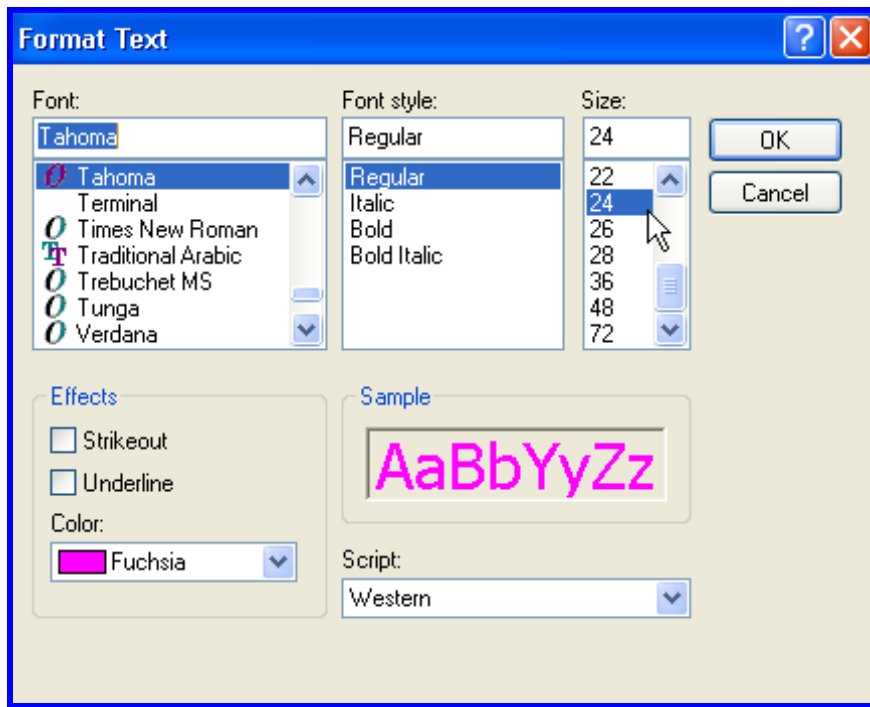 Format Text
Font:
Tahoma
Tahoma
Terminal
Times New Roman
Traditional Arabic
Trebuchet MS
Tunga
Verdana
Font style:
Regular
Regular
Italic
Bold
Bold Italic
Size:
24
22
24
26
28
36
48
72
OK
Cancel
Effects
Strikeout
Underline
Color:
Fuchsia
Sample
AaBbYyZz
Script:
Western